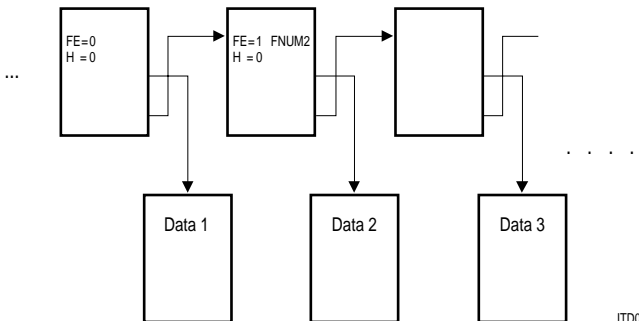 FE=0
H =0
FE=1 FNUM2
H =0
...
. . . .
Data 1
Data 2
Data 3